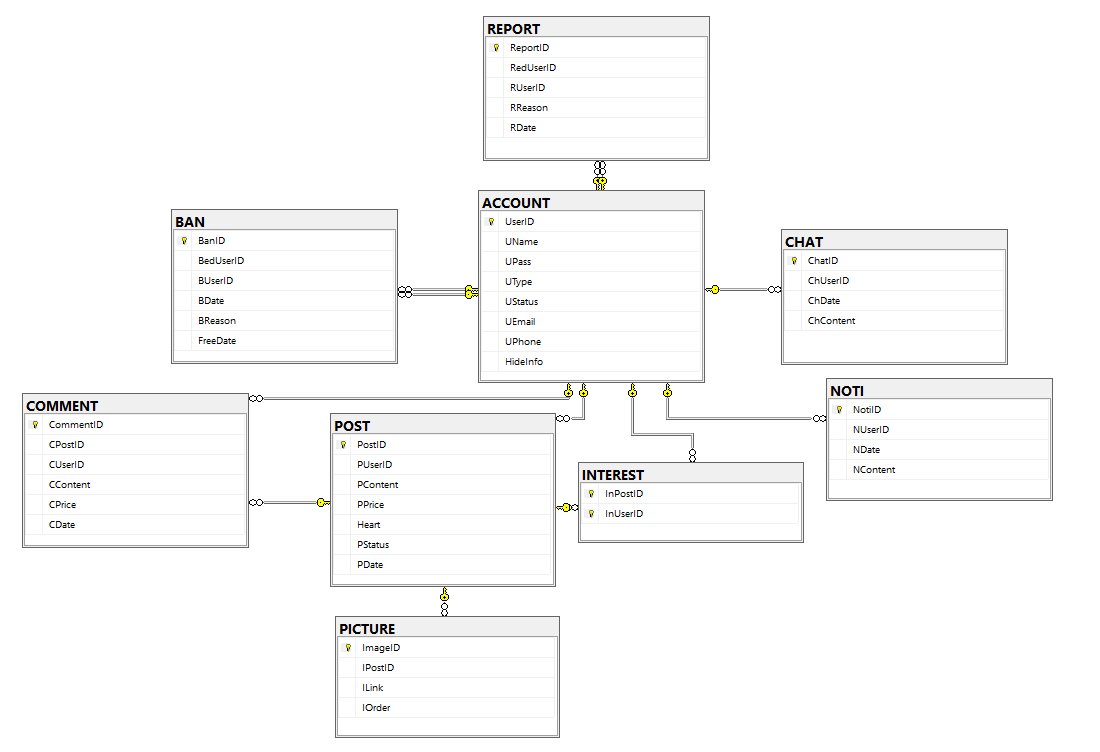 REPORT
ReportID
RedUserID
RUserID
RReason
RDate
ACCOUNT
UserID
UName
UPass
UType
UStatus
UEmail
UPhone
HideInfo
BAN
BanID
BedUserID
BUserID
BDate
BReason
FreeDate
CHAT
ChatID
ChUserID
ChDate
ChContent
NOTI
NotiID
NUserID
NDate
NContent
COMMENT
CommentID
CPostID
CUserID
CContent
CPrice
CDate
POST
PostID
PUserID
PContent
PPrice
Heart
PStatus
PDate
INTEREST
InPostID
InUserID
PICTURE
ImageID
IPostID
ILink
IOrder